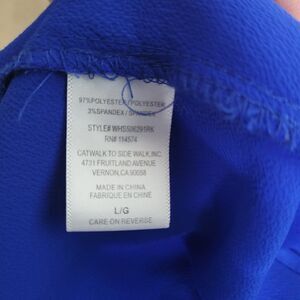 97%POLYESTER / POLYESTER
3%SPANDEX / SPANDEX
STYLE# WHSS06291RK
RN# 114574
CATWALK TO SIDE WALK,INC.
4731 FRUITLAND AVENUE
VERNON,CA 90058
MADE IN CHINA
FABRIQUE EN CHINE
L/G
CARE ON REVERSE